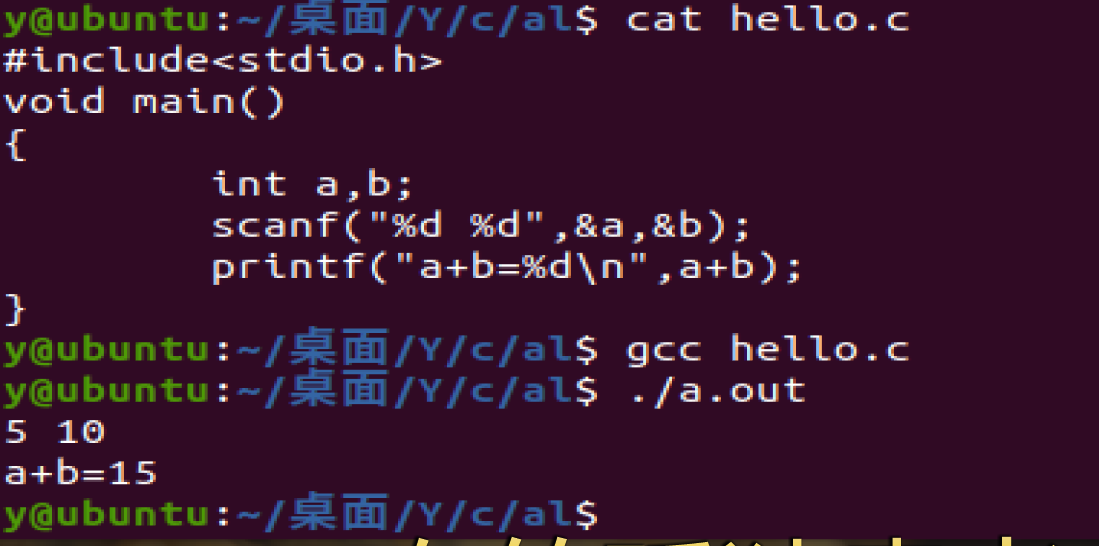 y@ubuntu:~/桌面/Y/c/al$ cat hello.c
#include<stdio.h>
void main()
{
        int a,b;
        scanf("%d %d",&a,&b);
        printf("a+b=%d\n",a+b);
}
y@ubuntu:~/桌面/Y/c/al$ gcc hello.c
y@ubuntu:~/桌面/Y/c/al$ ./a.out
5 10
a+b=15
y@ubuntu:~/桌面/Y/c/al$